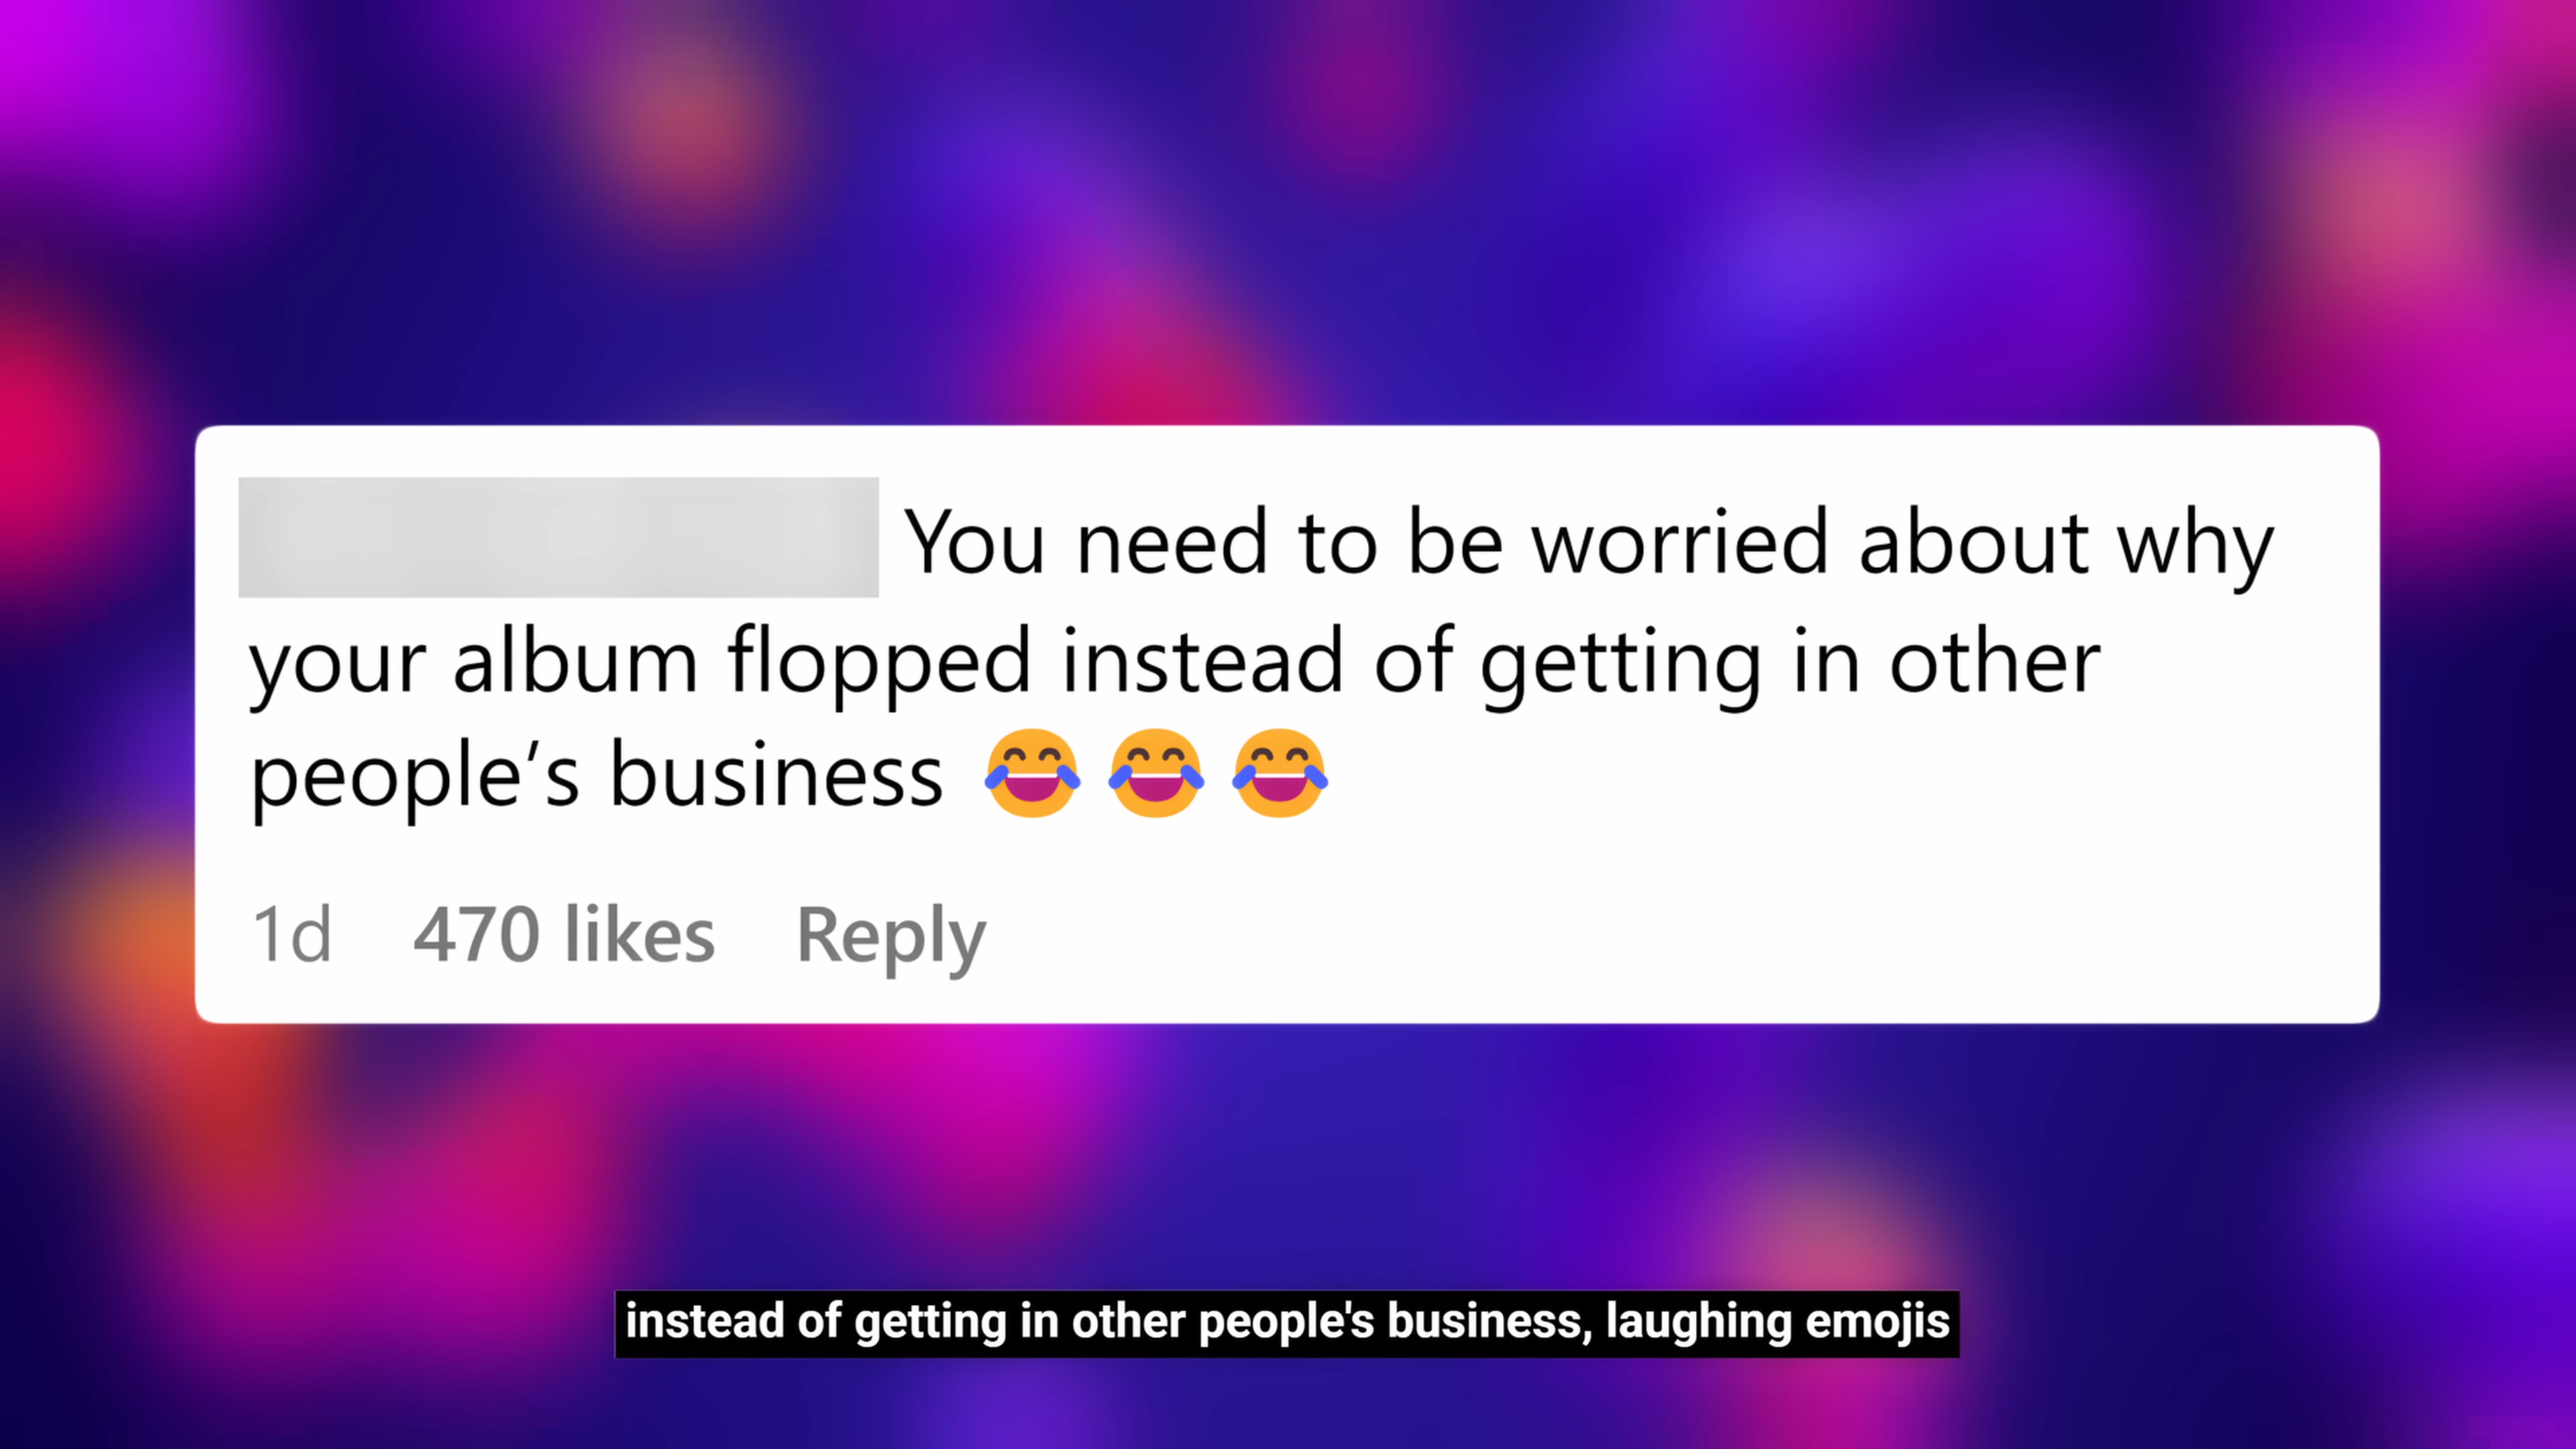 You need to be worried about why
your album flopped instead of getting in other
people’s business 😂 😂 😂
1d 470 likes Reply
instead of getting in other people's business, laughing emojis